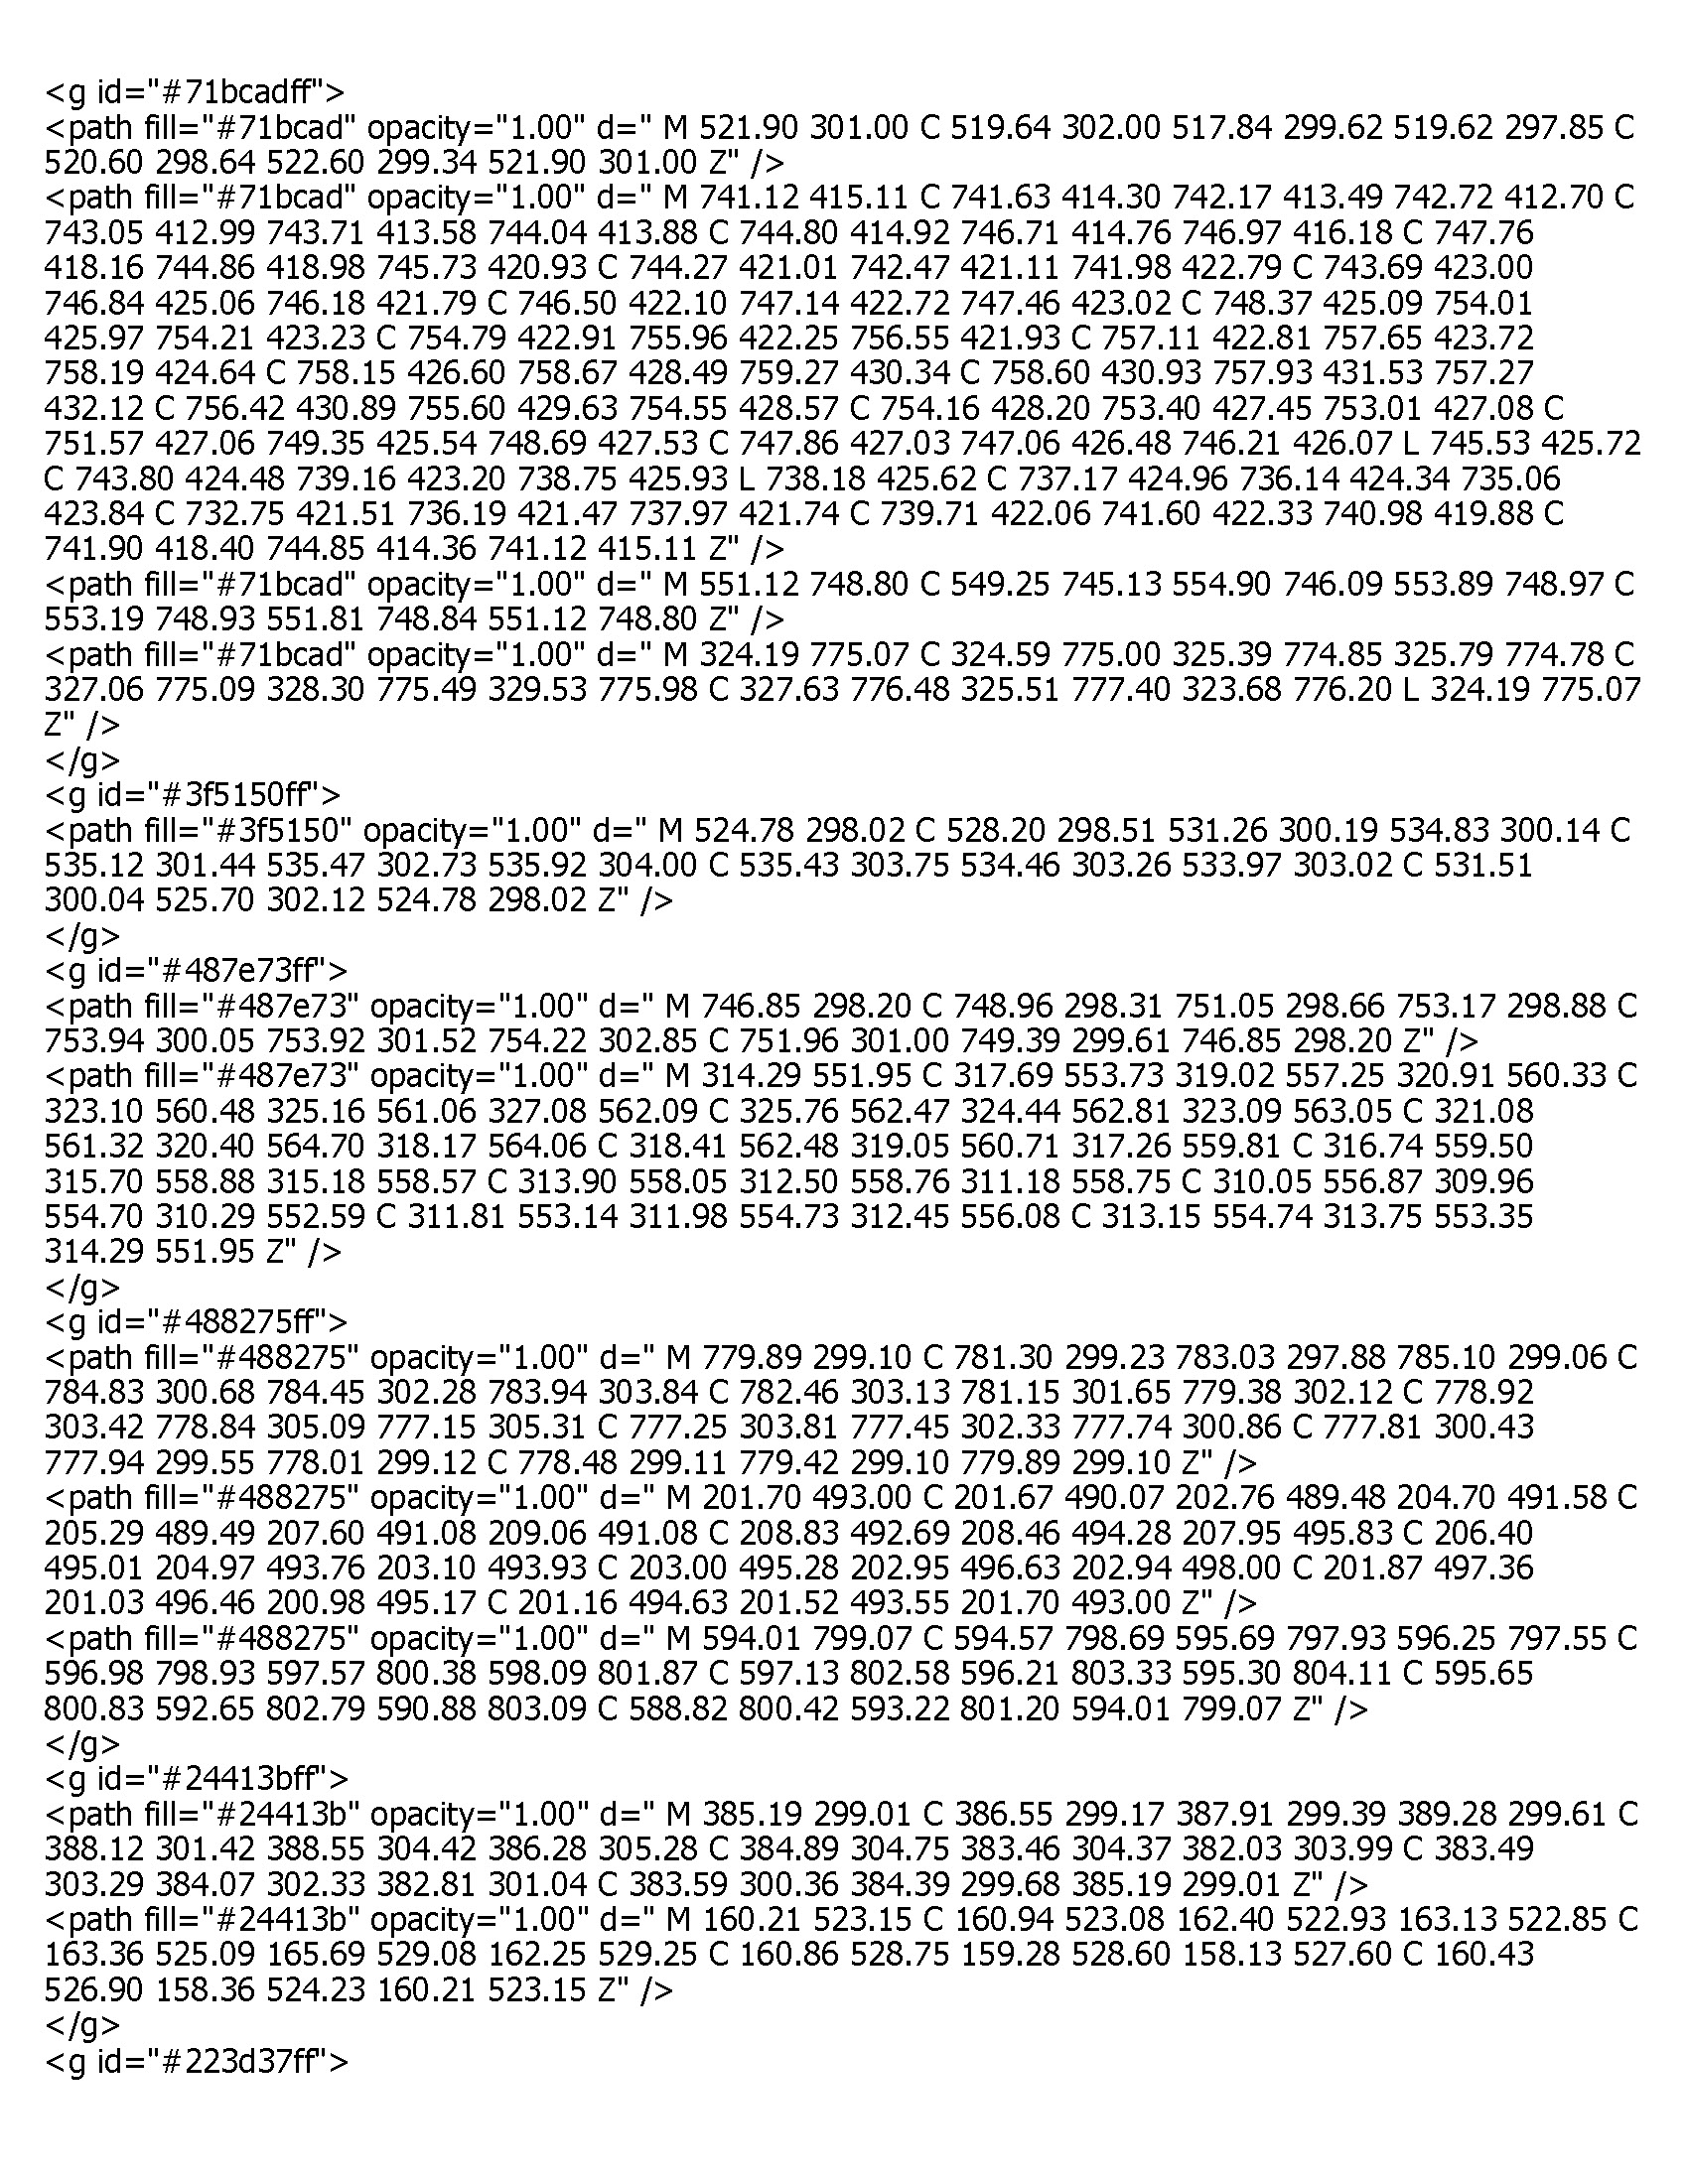 <g id="#71bcadff">
<path fill="#71bcad" opacity="1.00" d=" M 521.90 301.00 C 519.64 302.00 517.84 299.62 519.62 297.85 C
520.60 298.64 522.60 299.34 521.90 301.00 Z" />
<path fill="#71bcad" opacity="1.00" d=" M 741.12 415.11 C 741.63 414.30 742.17 413.49 742.72 412.70 C
743.05 412.99 743.71 413.58 744.04 413.88 C 744.80 414.92 746.71 414.76 746.97 416.18 C 747.76
418.16 744.86 418.98 745.73 420.93 C 744.27 421.01 742.47 421.11 741.98 422.79 C 743.69 423.00
746.84 425.06 746.18 421.79 C 746.50 422.10 747.14 422.72 747.46 423.02 C 748.37 425.09 754.01
425.97 754.21 423.23 C 754.79 422.91 755.96 422.25 756.55 421.93 C 757.11 422.81 757.65 423.72
758.19 424.64 C 758.15 426.60 758.67 428.49 759.27 430.34 C 758.60 430.93 757.93 431.53 757.27
432.12 C 756.42 430.89 755.60 429.63 754.55 428.57 C 754.16 428.20 753.40 427.45 753.01 427.08 C
751.57 427.06 749.35 425.54 748.69 427.53 C 747.86 427.03 747.06 426.48 746.21 426.07 L 745.53 425.72
C 743.80 424.48 739.16 423.20 738.75 425.93 L 738.18 425.62 C 737.17 424.96 736.14 424.34 735.06
423.84 C 732.75 421.51 736.19 421.47 737.97 421.74 C 739.71 422.06 741.60 422.33 740.98 419.88 C
741.90 418.40 744.85 414.36 741.12 415.11 Z" />
<path fill="#71bcad" opacity="1.00" d=" M 551.12 748.80 C 549.25 745.13 554.90 746.09 553.89 748.97 C
553.19 748.93 551.81 748.84 551.12 748.80 Z" />
<path fill="#71bcad" opacity="1.00" d=" M 324.19 775.07 C 324.59 775.00 325.39 774.85 325.79 774.78 C
327.06 775.09 328.30 775.49 329.53 775.98 C 327.63 776.48 325.51 777.40 323.68 776.20 L 324.19 775.07
Z" />
</g>
<g id="#3f5150ff">
<path fill="#3f5150" opacity="1.00" d=" M 524.78 298.02 C 528.20 298.51 531.26 300.19 534.83 300.14 C
535.12 301.44 535.47 302.73 535.92 304.00 C 535.43 303.75 534.46 303.26 533.97 303.02 C 531.51
300.04 525.70 302.12 524.78 298.02 Z" />
</g>
<g id="#487e73ff">
<path fill="#487e73" opacity="1.00" d=" M 746.85 298.20 C 748.96 298.31 751.05 298.66 753.17 298.88 C
753.94 300.05 753.92 301.52 754.22 302.85 C 751.96 301.00 749.39 299.61 746.85 298.20 Z" />
<path fill="#487e73" opacity="1.00" d=" M 314.29 551.95 C 317.69 553.73 319.02 557.25 320.91 560.33 C
323.10 560.48 325.16 561.06 327.08 562.09 C 325.76 562.47 324.44 562.81 323.09 563.05 C 321.08
561.32 320.40 564.70 318.17 564.06 C 318.41 562.48 319.05 560.71 317.26 559.81 C 316.74 559.50
315.70 558.88 315.18 558.57 C 313.90 558.05 312.50 558.76 311.18 558.75 C 310.05 556.87 309.96
554.70 310.29 552.59 C 311.81 553.14 311.98 554.73 312.45 556.08 C 313.15 554.74 313.75 553.35
314.29 551.95 Z" />
</g>
<g id="#488275ff">
<path fill="#488275" opacity="1.00" d=" M 779.89 299.10 C 781.30 299.23 783.03 297.88 785.10 299.06 C
784.83 300.68 784.45 302.28 783.94 303.84 C 782.46 303.13 781.15 301.65 779.38 302.12 C 778.92
303.42 778.84 305.09 777.15 305.31 C 777.25 303.81 777.45 302.33 777.74 300.86 C 777.81 300.43
777.94 299.55 778.01 299.12 C 778.48 299.11 779.42 299.10 779.89 299.10 Z" />
<path fill="#488275" opacity="1.00" d=" M 201.70 493.00 C 201.67 490.07 202.76 489.48 204.70 491.58 C
205.29 489.49 207.60 491.08 209.06 491.08 C 208.83 492.69 208.46 494.28 207.95 495.83 C 206.40
495.01 204.97 493.76 203.10 493.93 C 203.00 495.28 202.95 496.63 202.94 498.00 C 201.87 497.36
201.03 496.46 200.98 495.17 C 201.16 494.63 201.52 493.55 201.70 493.00 Z" />
<path fill="#488275" opacity="1.00" d=" M 594.01 799.07 C 594.57 798.69 595.69 797.93 596.25 797.55 C
596.98 798.93 597.57 800.38 598.09 801.87 C 597.13 802.58 596.21 803.33 595.30 804.11 C 595.65
800.83 592.65 802.79 590.88 803.09 C 588.82 800.42 593.22 801.20 594.01 799.07 Z" />
</g>
<g id="#24413bff">
<path fill="#24413b" opacity="1.00" d=" M 385.19 299.01 C 386.55 299.17 387.91 299.39 389.28 299.61 C
388.12 301.42 388.55 304.42 386.28 305.28 C 384.89 304.75 383.46 304.37 382.03 303.99 C 383.49
303.29 384.07 302.33 382.81 301.04 C 383.59 300.36 384.39 299.68 385.19 299.01 Z" />
<path fill="#24413b" opacity="1.00" d=" M 160.21 523.15 C 160.94 523.08 162.40 522.93 163.13 522.85 C
163.36 525.09 165.69 529.08 162.25 529.25 C 160.86 528.75 159.28 528.60 158.13 527.60 C 160.43
526.90 158.36 524.23 160.21 523.15 Z" />
</g>
<g id="#223d37ff">